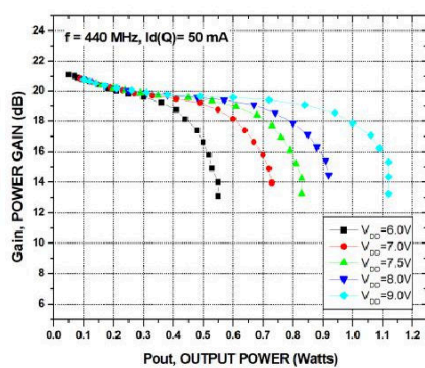 24
22
20
18
16
14
12
10
8
6
Gain, POWER GAIN (dB)
f = 440 MHz, Id(Q)= 50 mA
V_DD=6.0V
V_DD=7.0V
V_DD=7.5V
V_DD=8.0V
V_DD=9.0V
0.0 0.1 0.2 0.3 0.4 0.5 0.6 0.7 0.8 0.9 1.0 1.1 1.2
Pout, OUTPUT POWER (Watts)